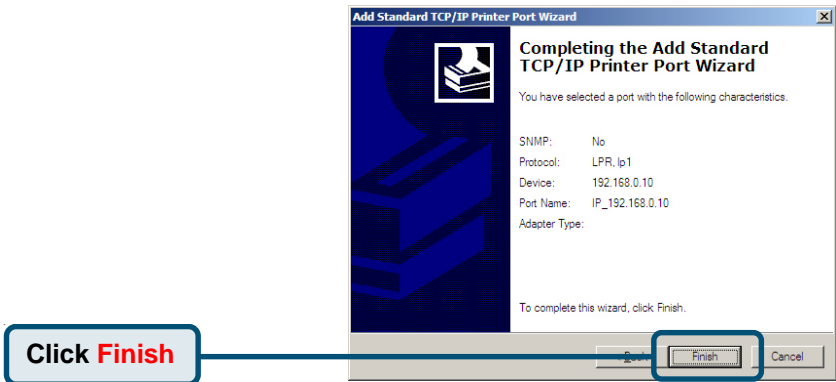 Add Standard TCP/IP Printer Port Wizard
Completing the Add Standard
TCP/IP Printer Port Wizard
You have selected a port with the following characteristics.
SNMP: No
Protocol: LPR, lp1
Device: 192.168.0.10
Port Name: IP_192.168.0.10
Adapter Type:
To complete this wizard, click Finish.
Click Finish
Finish Cancel